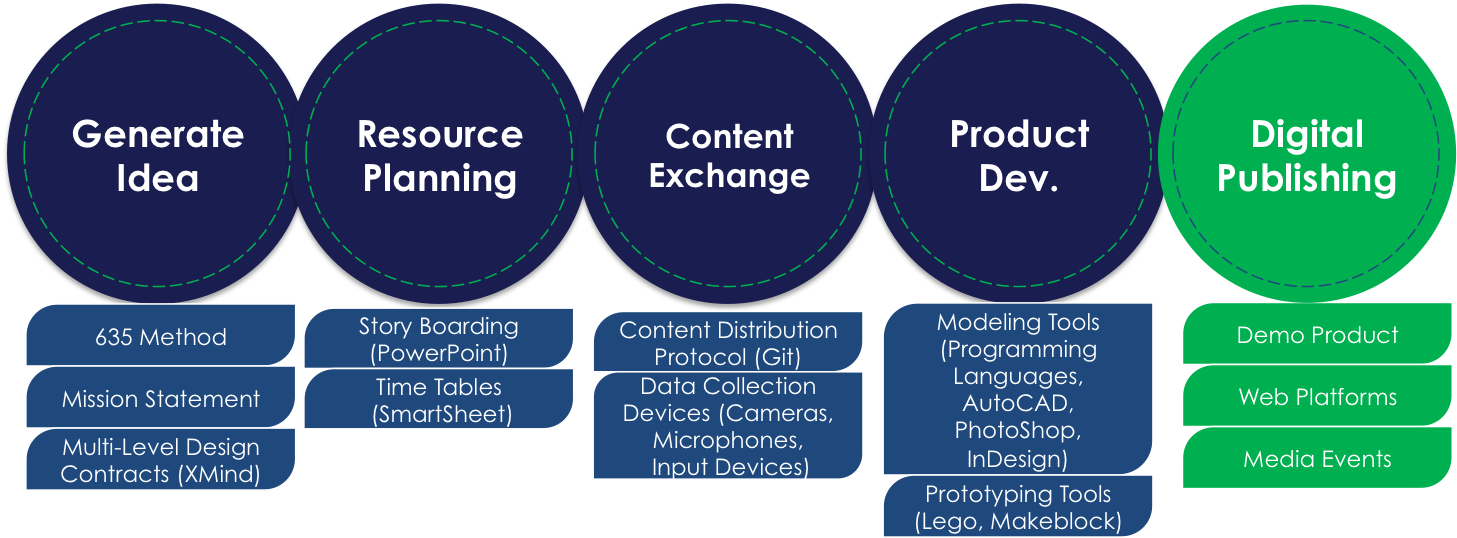 Generate
Idea
Resource
Planning
Content
Exchange
Product
Dev.
Digital
Publishing
635 Method
Mission Statement
Multi-Level Design
Contracts (XMind)
Story Boarding
(PowerPoint)
Time Tables
(SmartSheet)
Content Distribution
Protocol (Git)
Data Collection
Devices (Cameras,
Microphones,
Input Devices)
Modeling Tools
(Programming
Languages,
AutoCAD,
PhotoShop,
InDesign)
Prototyping Tools
(Lego, Makeblock)
Demo Product
Web Platforms
Media Events